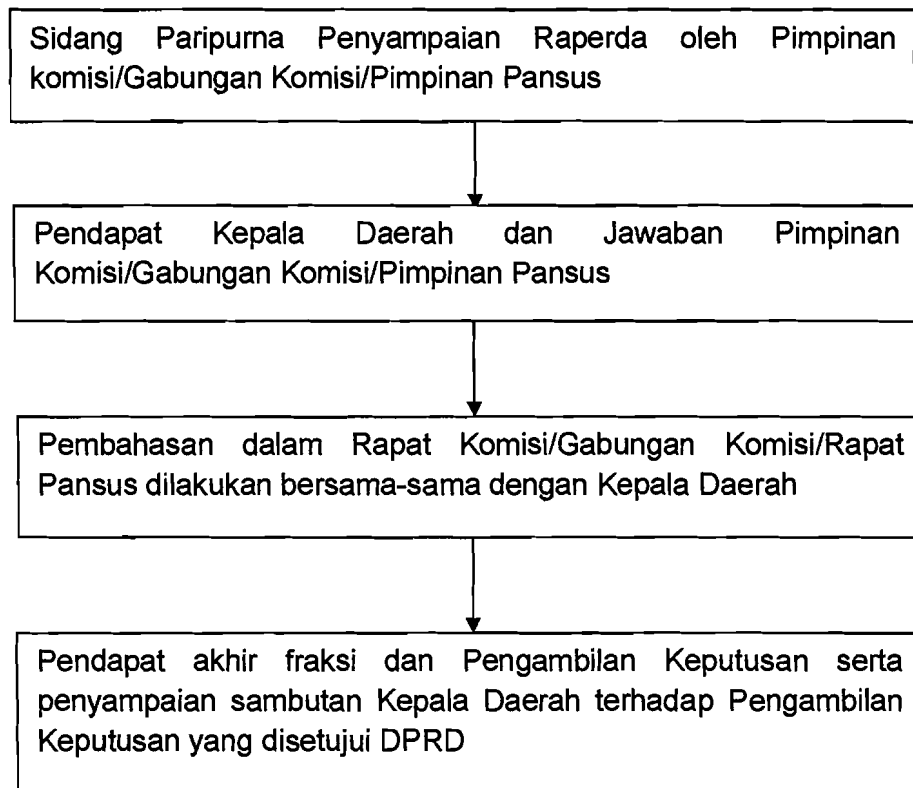 Sidang Paripurna Penyampaian Raperda oleh Pimpinan
komisi/Gabungan Komisi/Pimpinan Pansus
Pendapat Kepala Daerah dan Jawaban Pimpinan
Komisi/Gabungan Komisi/Pimpinan Pansus
Pembahasan dalam Rapat Komisi/Gabungan Komisi/Rapat
Pansus dilakukan bersama-sama dengan Kepala Daerah
Pendapat akhir fraksi dan Pengambilan Keputusan serta
penyampaian sambutan Kepala Daerah terhadap Pengambilan
Keputusan yang disetujui DPRD